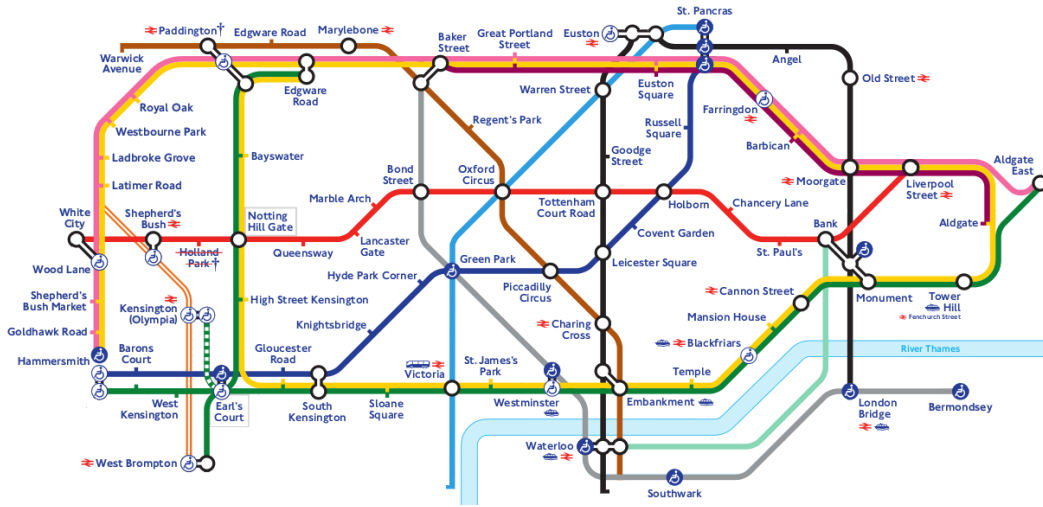 St. Pancras
Paddington†
Edgware Road
Marylebone
Baker
Street
Great Portland
Street
Euston
Warwick
Avenue
Angel
Edgware
Road
Old Street
Warren Street
Euston
Square
Farringdon
Royal Oak
Westbourne Park
Regent's Park
Russell
Square
Barbican
Ladbroke Grove
Bayswater
Goodge
Street
Bond
Street
Oxford
Circus
Moorgate
Liverpool
Street
Aldgate
East
Latimer Road
Marble Arch
Tottenham
Court Road
Holborn
Chancery Lane
White
City
Shepherd's
Bush
Notting
Hill Gate
Aldgate
Bank
Holland
Park†
Queensway
Lancaster
Gate
Covent Garden
St. Paul's
Wood Lane
Hyde Park Corner
Green Park
Leicester Square
Piccadilly
Circus
Monument
Tower
Hill
Fenchurch Street
Shepherd's
Bush Market
Kensington
(Olympia)
High Street Kensington
Cannon Street
Mansion House
Goldhawk Road
Knightsbridge
Charing
Cross
Blackfriars
River Thames
Hammersmith
Barons
Court
Gloucester
Road
Victoria
St. James's
Park
Temple
West
Kensington
Earl's
Court
South
Kensington
Sloane
Square
Westminster
Embankment
London
Bridge
Bermondsey
Waterloo
West Brompton
Southwark